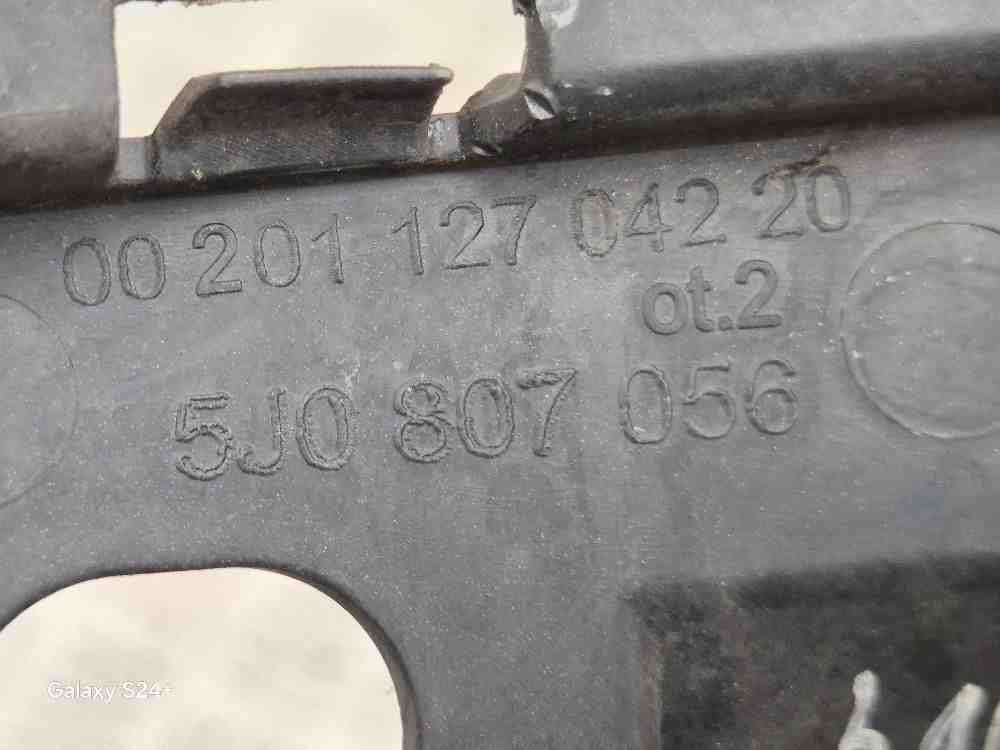 00 201 127 042 20
ot.2
5J0 807 056
Galaxy S24+